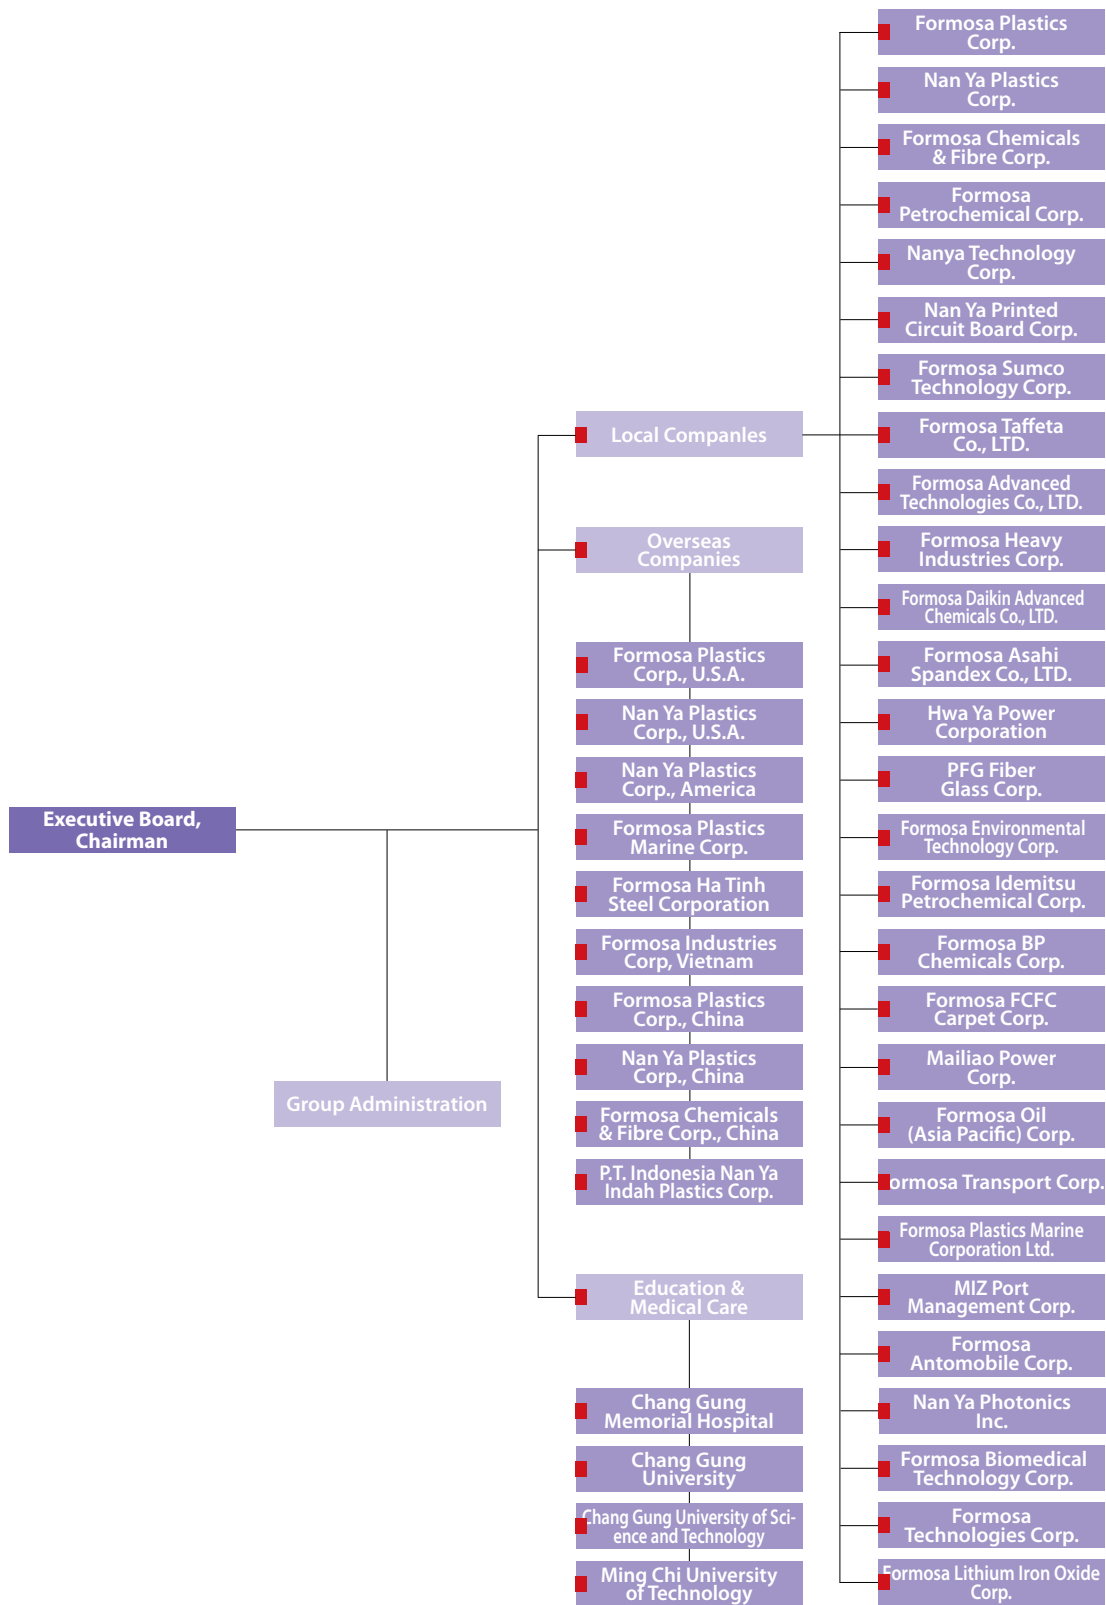 Executive Board,
Chairman
Group Administration
Local Companles
Overseas
Companies
Formosa Plastics
Corp., U.S.A.
Nan Ya Plastics
Corp., U.S.A.
Nan Ya Plastics
Corp., America
Formosa Plastics
Marine Corp.
Formosa Ha Tinh
Steel Corporation
Formosa Industries
Corp, Vietnam
Formosa Plastics
Corp., China
Nan Ya Plastics
Corp., China
Formosa Chemicals
& Fibre Corp., China
P.T. Indonesia Nan Ya
Indah Plastics Corp.
Education &
Medical Care
Chang Gung
Memorial Hospital
Chang Gung
University
Chang Gung University of Sci-
ence and Technology
Ming Chi University
of Technology
Formosa Plastics
Corp.
Nan Ya Plastics
Corp.
Formosa Chemicals
& Fibre Corp.
Formosa
Petrochemical Corp.
Nanya Technology
Corp.
Nan Ya Printed
Circuit Board Corp.
Formosa Sumco
Technology Corp.
Formosa Taffeta
Co., LTD.
Formosa Advanced
Technologies Co., LTD.
Formosa Heavy
Industries Corp.
Formosa Daikin Advanced
Chemicals Co., LTD.
Formosa Asahi
Spandex Co., LTD.
Hwa Ya Power
Corporation
PFG Fiber
Glass Corp.
Formosa Environmental
Technology Corp.
Formosa Idemitsu
Petrochemical Corp.
Formosa BP
Chemicals Corp.
Formosa FCFC
Carpet Corp.
Mailiao Power
Corp.
Formosa Oil
(Asia Pacific) Corp.
Formosa Transport Corp.
Formosa Plastics Marine
Corporation Ltd.
MIZ Port
Management Corp.
Formosa
Antomobile Corp.
Nan Ya Photonics
Inc.
Formosa Biomedical
Technology Corp.
Formosa
Technologies Corp.
Formosa Lithium Iron Oxide
Corp.